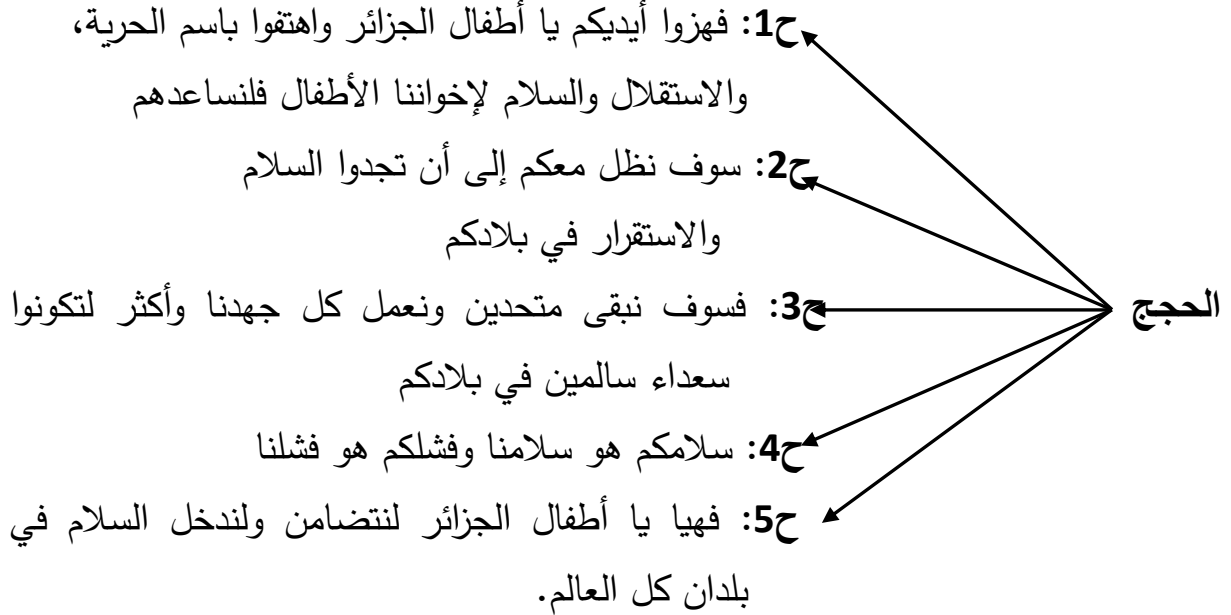 ح1: فهزوا أيديكم يا أطفال الجزائر واهتفوا باسم الحرية،
والاستقلال والسلام لإخواننا الأطفال فلنساعدهم
ح2: سوف نظل معكم إلى أن تجدوا السلام
والاستقرار في بلادكم
الحجج
ح3: فسوف نبقى متحدين ونعمل كل جهدنا وأكثر لتكونوا
سعداء سالمين في بلادكم
ح4: سلامكم هو سلامنا وفشلكم هو فشلنا
ح5: فهيا يا أطفال الجزائر لنتضامن ولندخل السلام في
بلدان كل العالم.